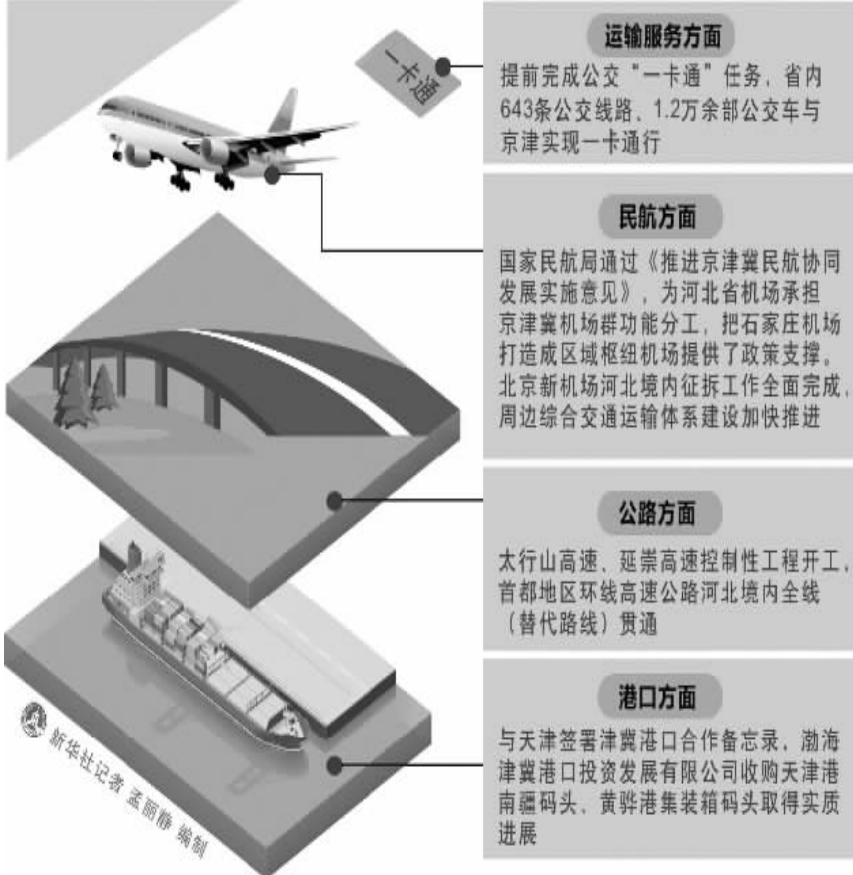 一卡通
运输服务方面
提前完成公交“一卡通”任务，省内
643条公交线路、1.2万余部公交车与
京津实现一卡通行
民航方面
国家民航局通过《推进京津冀民航协同
发展实施意见》，为河北省机场承担
京津冀机场群功能分工，把石家庄机场
打造成区域枢纽机场提供了政策支撑。
北京新机场河北境内征拆工作全面完成，
周边综合交通运输体系建设加快推进
公路方面
太行山高速、延崇高速控制性工程开工，
首都地区环线高速公路河北境内全线
（替代路线）贯通
港口方面
与天津签署津冀港口合作备忘录，渤海
津冀港口投资发展有限公司收购天津港
南疆码头、黄骅港集装箱码头取得实质
进展
新华社记者 孟丽静 编制